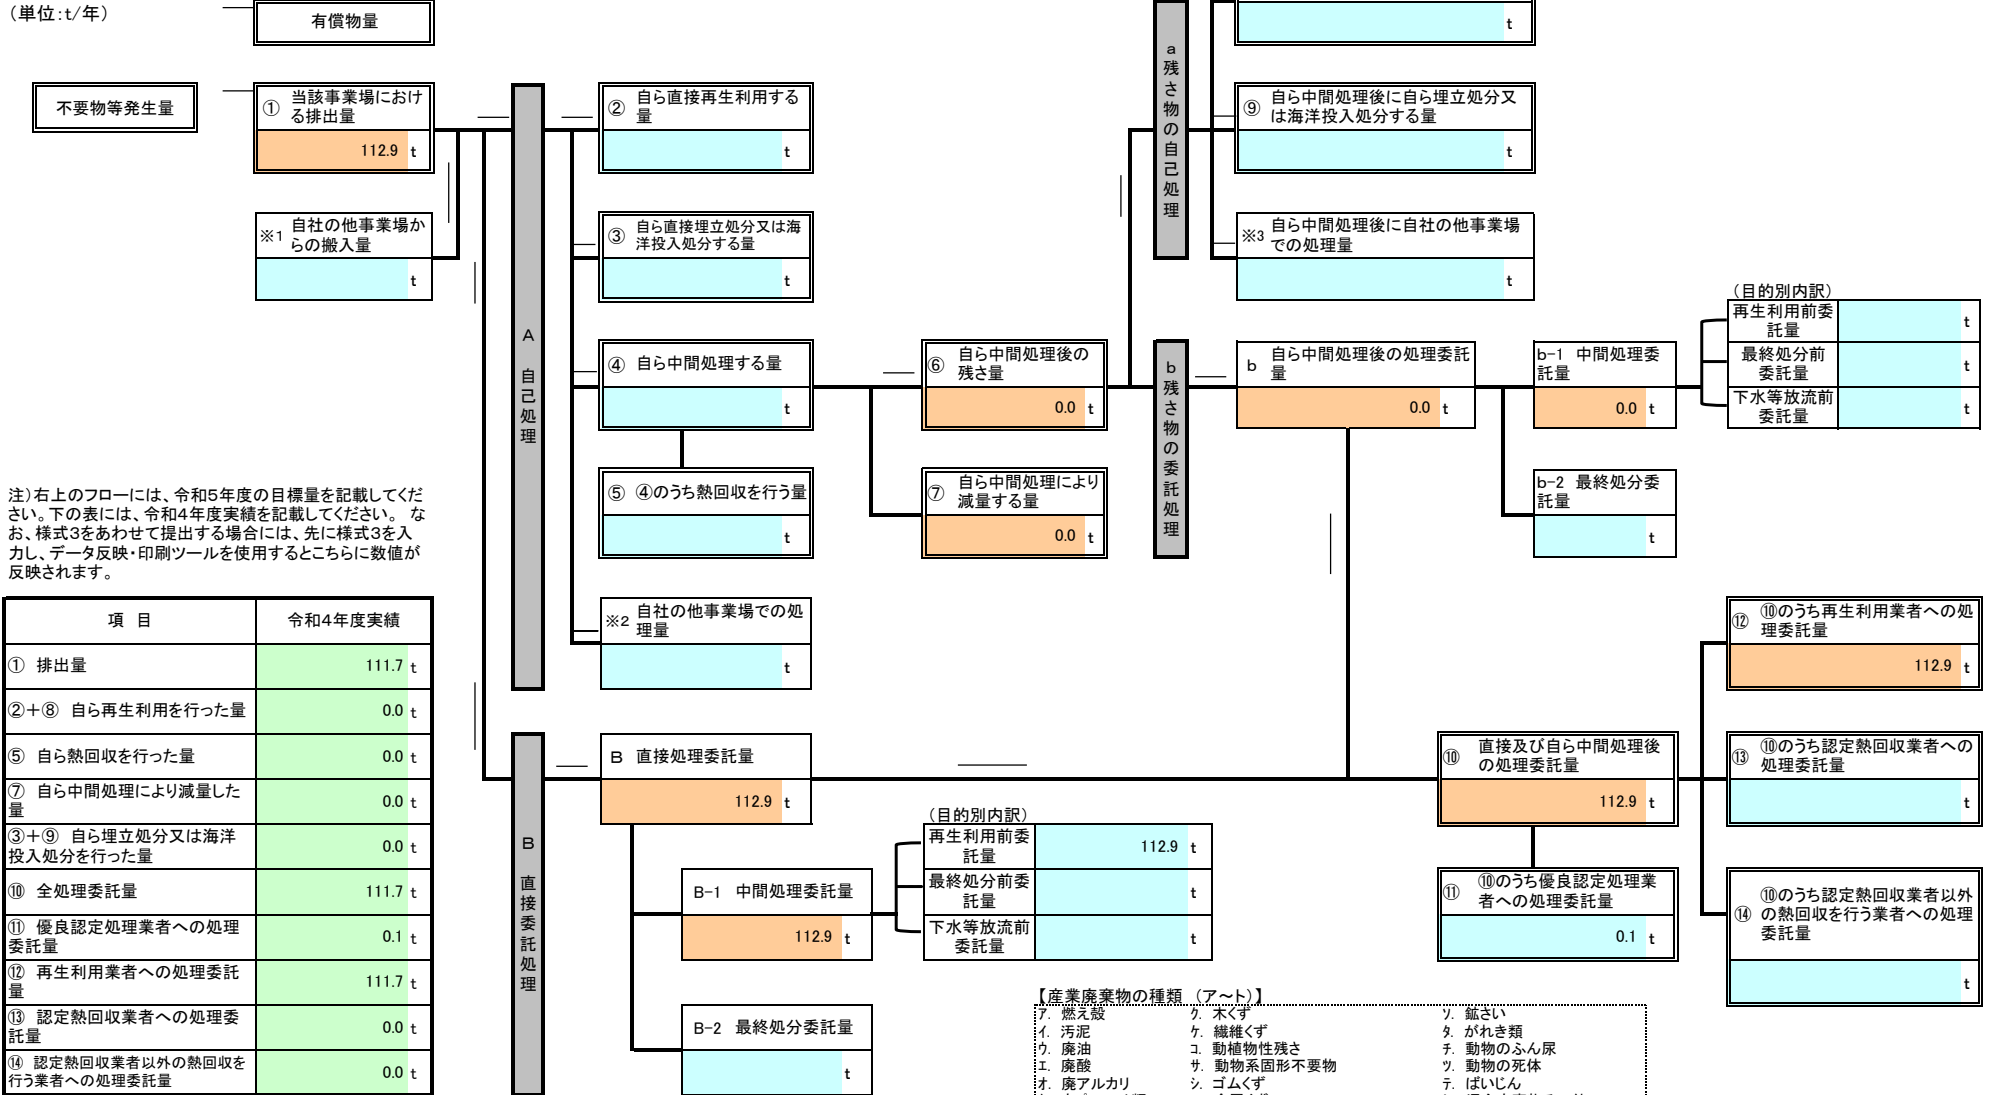 （単位:t/年）
有償物量
t
不要物等発生量
① 当該事業場におけ
る排出量
112.9 t
※1 自社の他事業場か
らの搬入量
t
A 自己処理
② 自ら直接再生利用する
量
t
③ 自ら直接埋立処分又は海
洋投入処分する量
t
④ 自ら中間処理する量
t
⑤ ④のうち熱回収を行う量
t
※2 自社の他事業場での処
理量
t
⑥ 自ら中間処理後の
残さ量
0.0 t
⑦ 自ら中間処理により
減量する量
0.0 t
a 残さ物の自己処理
⑨ 自ら中間処理後に自ら埋立処分又
は海洋投入処分する量
t
※3 自ら中間処理後に自社の他事業場
での処理量
t
b 残さ物の委託処理
b 自ら中間処理後の処理委託
量
0.0 t
b-1 中間処理委
託量
0.0 t
b-2 最終処分委
託量
t
（目的別内訳）
再生利用前委
託量
t
最終処分前
委託量
t
下水等放流前
委託量
t
注）右上のフローには、令和5年度の目標量を記載してくだ
さい。下の表には、令和4年度実績を記載してください。 な
お、様式3をあわせて提出する場合には、先に様式3を入
力し、データ反映・印刷ツールを使用するとこちらに数値が
反映されます。
項 目 令和4年度実績
① 排出量 111.7 t
②＋⑧ 自ら再生利用を行った量 0.0 t
⑤ 自ら熱回収を行った量 0.0 t
⑦ 自ら中間処理により減量した
量 0.0 t
③＋⑨ 自ら埋立処分又は海洋
投入処分を行った量 0.0 t
⑩ 全処理委託量 111.7 t
⑪ 優良認定処理業者への処理
委託量 0.1 t
⑫ 再生利用業者への処理委託
量 111.7 t
⑬ 認定熱回収業者への処理委
託量 0.0 t
⑭ 認定熱回収業者以外の熱回収を
行う業者への処理委託量 0.0 t
B 直接委託処理
B 直接処理委託量
112.9 t
B-1 中間処理委託量
112.9 t
B-2 最終処分委託量
t
（目的別内訳）
再生利用前委
託量
112.9 t
最終処分前委
託量
t
下水等放流前
委託量
t
⑩ 直接及び自ら中間処理後
の処理委託量
112.9 t
⑪ ⑩のうち優良認定処理業
者への処理委託量
0.1 t
⑫ ⑩のうち再生利用業者への処
理委託量
112.9 t
⑬ ⑩のうち認定熱回収業者への
処理委託量
t
⑭ ⑩のうち認定熱回収業者以外
の熱回収を行う業者への処理
委託量
t
【産業廃棄物の種類 （ア～ト）】
ア. 燃え殻 ク. 木くず ソ. 鉱さい
イ. 汚泥 ケ. 繊維くず タ. がれき類
ウ. 廃油 コ. 動植物性残さ チ. 動物のふん尿
エ. 廃酸 サ. 動物系固形不要物 ツ. 動物の死体
オ. 廃アルカリ シ. ゴムくず テ. ばいじん